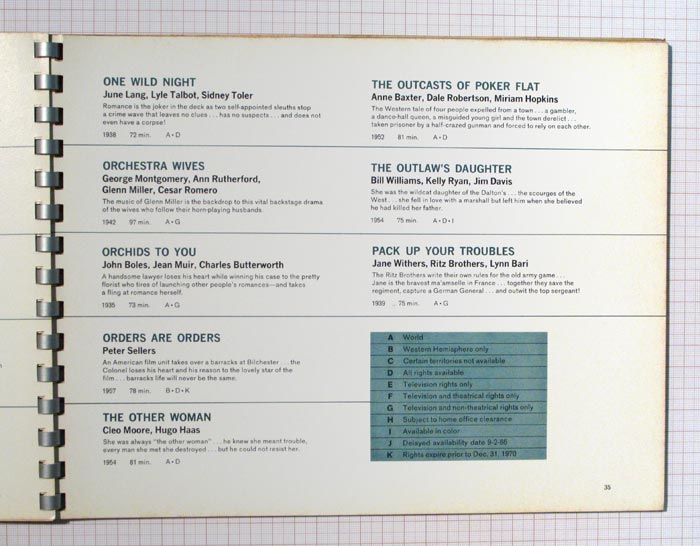 ONE WILD NIGHT
June Lang, Lyle Talbot, Sidney Toler
Romance is the joker in the deck as two self-appointed sleuths stop
a crime wave that leaves no clues . . . has no suspects . . . and does not
even have a corpse!
1938 72 min. A•D
ORCHESTRA WIVES
George Montgomery, Ann Rutherford,
Glenn Miller, Cesar Romero
The music of Glenn Miller is the backdrop to this vital backstage drama
of the wives who follow their horn-playing husbands.
1942 97 min. A•G
ORCHIDS TO YOU
John Boles, Jean Muir, Charles Butterworth
A handsome lawyer loses his heart while winning his case to the pretty
florist who tires of launching other people's romances—and takes
a fling at romance herself.
1935 73 min. A•G
ORDERS ARE ORDERS
Peter Sellers
An American film unit takes over a barracks at Bilchester . . . the
Colonel loses his heart and his reason to the lovely star of the
film . . . barracks life will never be the same.
1957 78 min. B•D•K
THE OTHER WOMAN
Cleo Moore, Hugo Haas
She was always "the other woman" . . . he knew she meant trouble,
every man she met she destroyed . . . but he could not resist her.
1954 81 min. A•D
THE OUTCASTS OF POKER FLAT
Anne Baxter, Dale Robertson, Miriam Hopkins
The Western tale of four people expelled from a town . . . a gambler,
a dance-hall queen, a misguided young girl and the town derelict . . .
taken prisoner by a half-crazed gunman and forced to rely on each other.
1952 81 min. A•D
THE OUTLAW'S DAUGHTER
Bill Williams, Kelly Ryan, Jim Davis
She was the wildcat daughter of the Dalton's . . . the scourges of the
West . . . she fell in love with a marshall but left him when she believed
he had killed her father.
1954 75 min. A•D•I
PACK UP YOUR TROUBLES
Jane Withers, Ritz Brothers, Lynn Bari
The Ritz Brothers write their own rules for the old army game . . .
Jane is the bravest ma'amselle in France . . . together they save the
regiment, capture a German General . . . and outwit the top sergeant!
1939 75 min. A•G
A World
B Western Hemisphere only
C Certain territories not available
D All rights available
E Television rights only
F Television and theatrical rights only
G Television and non-theatrical rights only
H Subject to home office clearance
I Available in color
J Delayed availability date 9-2-65
K Rights expire prior to Dec. 31, 1970
35